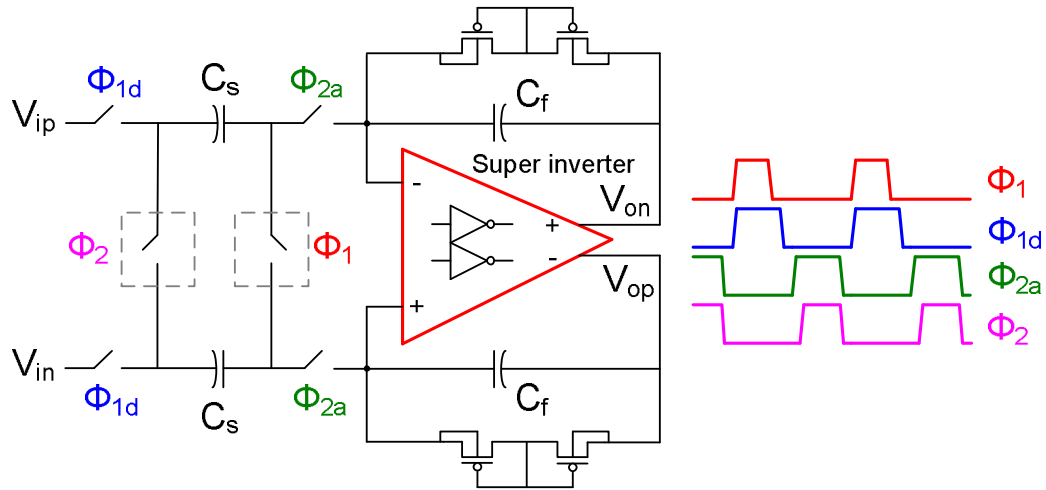 Φ1d
Cs
Φ2a
Cf
Vip
Super inverter
-
Von
+
Φ2
Φ1
-
Vop
+
Vin
Φ1d
Cs
Φ2a
Cf
Φ1
Φ1d
Φ2a
Φ2